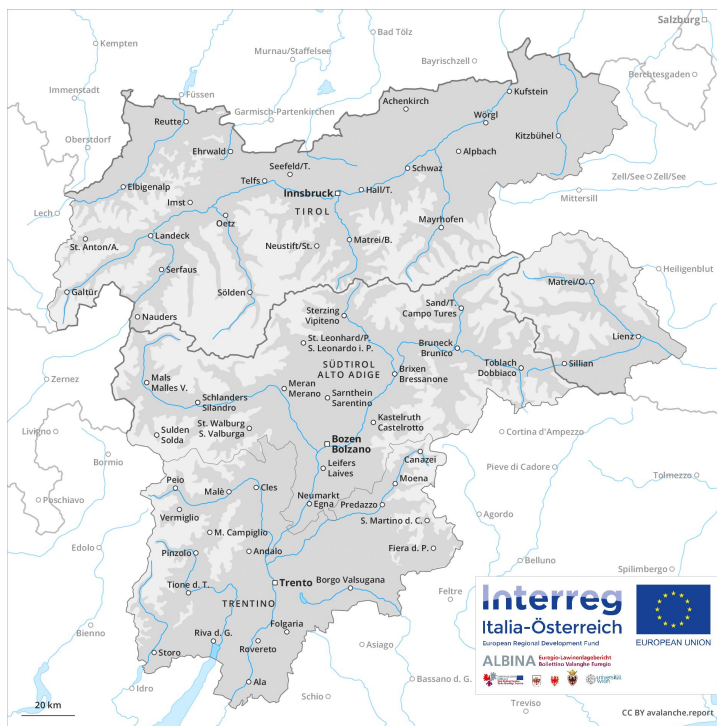 Salzburg
Kempten
Bad Tölz
Murnau/Staffelsee
Bayrischzell
Berchtesgaden
Immenstadt
Füssen
Kufstein
Achenkirch
Garmisch-Partenkirchen
Reutte
Wörgl
Oberstdorf
Kitzbühel
Ehrwald
Alpbach
Seefeld/T.
Schwaz
Zell/See
Zell/See
Telfs
Elbigenalp
Innsbruck
Hall/T.
Mittersill
Imst
TIROL
Lech
Oetz
Mayrhofen
Landeck
St. Anton/A.
Neustift/St.
Matrei/B.
Serfaus
Heiligenblut
Matrei/O.
Galtür
Sölden
Sand/T.
Campo Tures
Nauders
Sterzing
Vipiteno
Lienz
St. Leonhard/P.
S. Leonardo i. P.
Bruneck
Brunico
Toblach
Dobbiaco
Sillian
SÜDTIROL
ALTO ADIGE
Brixen
Bressanone
Zernez
Mals
Malles V.
Meran
Merano
Sarnthein
Sarentino
Schlanders
Silandro
Kastelruth
Castelrotto
St. Walburg
S. Valburga
Livigno
Sulden
Solda
Cortina d'Ampezzo
Bozen
Bolzano
Canazei
Bormio
Leifers
Laives
Pieve di Cadore
Tolmezzo
Peio
Malè
Cles
Moena
Poschiavo
Neumarkt
Egna
Predazzo
Vermiglio
S. Martino d. C.
Agordo
M. Campiglio
Edolo
Pinzolo
Andalo
Fiera d. P.
Belluno
Spilimbergo
Tione d. T.
Trento
Borgo Valsugana
Feltre
TRENTINO
Interreg
Italia-Österreich
European Regional Development Fund
EUROPEAN UNION
Bienno
Riva d. G.
Folgaria
Storo
Rovereto
Asiago
ALBINA Euregio-Lawinenlagebericht
Bollettino Valanghe Euregio
Idro
Ala
Bassano d. G.
universität
wien
Schio
20 km
Treviso
CC BY avalanche.report